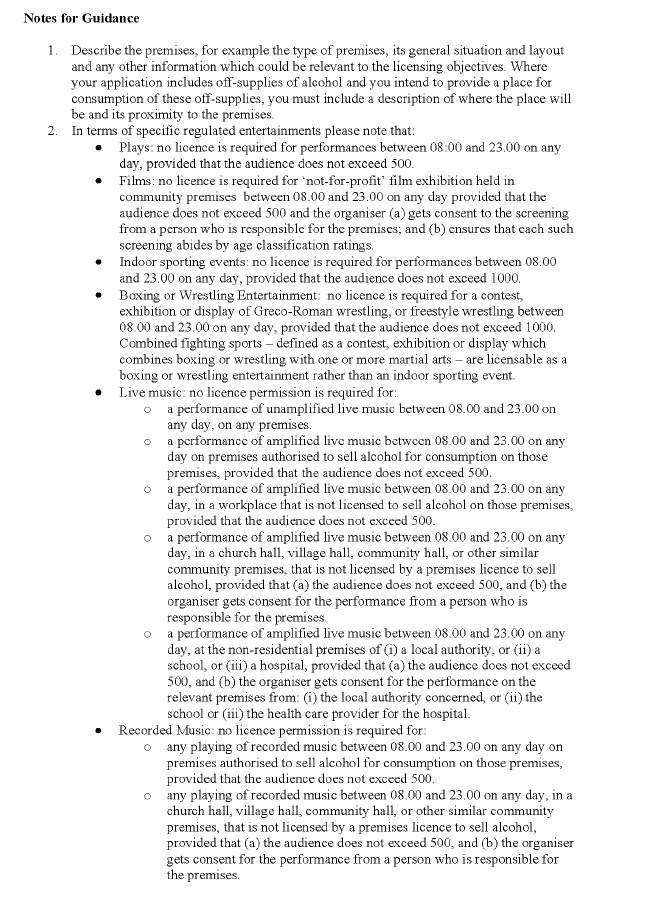 Notes for Guidance
1. Describe the premises, for example the type of premises, its general situation and layout
and any other information which could be relevant to the licensing objectives. Where
your application includes off-supplies of alcohol and you intend to provide a place for
consumption of these off-supplies, you must include a description of where the place will
be and its proximity to the premises.
2. In terms of specific regulated entertainments please note that:
• Plays: no licence is required for performances between 08:00 and 23.00 on any
day, provided that the audience does not exceed 500.
• Films: no licence is required for ‘not-for-profit’ film exhibition held in
community premises between 08.00 and 23.00 on any day provided that the
audience does not exceed 500 and the organiser (a) gets consent to the screening
from a person who is responsible for the premises; and (b) ensures that each such
screening abides by age classification ratings.
• Indoor sporting events: no licence is required for performances between 08.00
and 23.00 on any day, provided that the audience does not exceed 1000.
• Boxing or Wrestling Entertainment: no licence is required for a contest,
exhibition or display of Greco-Roman wrestling, or freestyle wrestling between
08.00 and 23.00 on any day, provided that the audience does not exceed 1000.
Combined fighting sports – defined as a contest, exhibition or display which
combines boxing or wrestling with one or more martial arts – are licensable as a
boxing or wrestling entertainment rather than an indoor sporting event.
• Live music: no licence permission is required for:
o a performance of unamplified live music between 08.00 and 23.00 on
any day, on any premises.
o a performance of amplified live music between 08.00 and 23.00 on any
day on premises authorised to sell alcohol for consumption on those
premises, provided that the audience does not exceed 500.
o a performance of amplified live music between 08.00 and 23.00 on any
day, in a workplace that is not licensed to sell alcohol on those premises,
provided that the audience does not exceed 500.
o a performance of amplified live music between 08.00 and 23.00 on any
day, in a church hall, village hall, community hall, or other similar
community premises, that is not licensed by a premises licence to sell
alcohol, provided that (a) the audience does not exceed 500, and (b) the
organiser gets consent for the performance from a person who is
responsible for the premises.
o a performance of amplified live music between 08.00 and 23.00 on any
day, at the non-residential premises of (i) a local authority, or (ii) a
school, or (iii) a hospital, provided that (a) the audience does not exceed
500, and (b) the organiser gets consent for the performance on the
relevant premises from: (i) the local authority concerned, or (ii) the
school or (iii) the health care provider for the hospital.
• Recorded Music: no licence permission is required for:
o any playing of recorded music between 08.00 and 23.00 on any day on
premises authorised to sell alcohol for consumption on those premises,
provided that the audience does not exceed 500.
o any playing of recorded music between 08.00 and 23.00 on any day, in a
church hall, village hall, community hall, or other similar community
premises, that is not licensed by a premises licence to sell alcohol,
provided that (a) the audience does not exceed 500, and (b) the organiser
gets consent for the performance from a person who is responsible for
the premises.